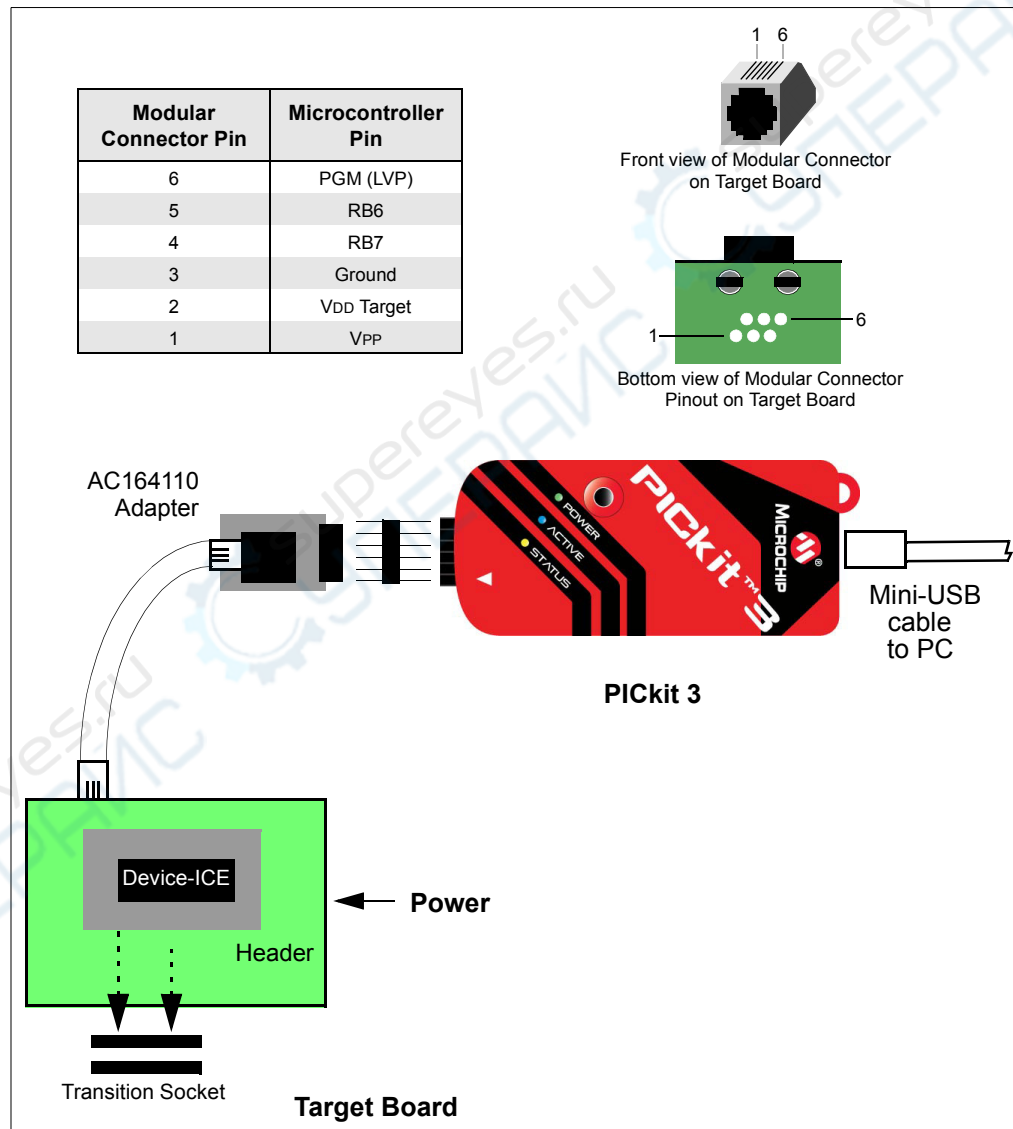 Modular Connector Pin Microcontroller Pin
6 PGM (LVP)
5 RB6
4 RB7
3 Ground
2 VDD Target
1 VPP
1 6
Front view of Modular Connector
on Target Board
1 6
Bottom view of Modular Connector
Pinout on Target Board
AC164110
Adapter
POWER
ACTIVE
STATUS
PICkit™3
MICROCHIP
®
Mini-USB
cable
to PC
PICkit 3
Device-ICE
Power
Header
Transition Socket
Target Board
supereyes.ru
СУПЕРАЙС